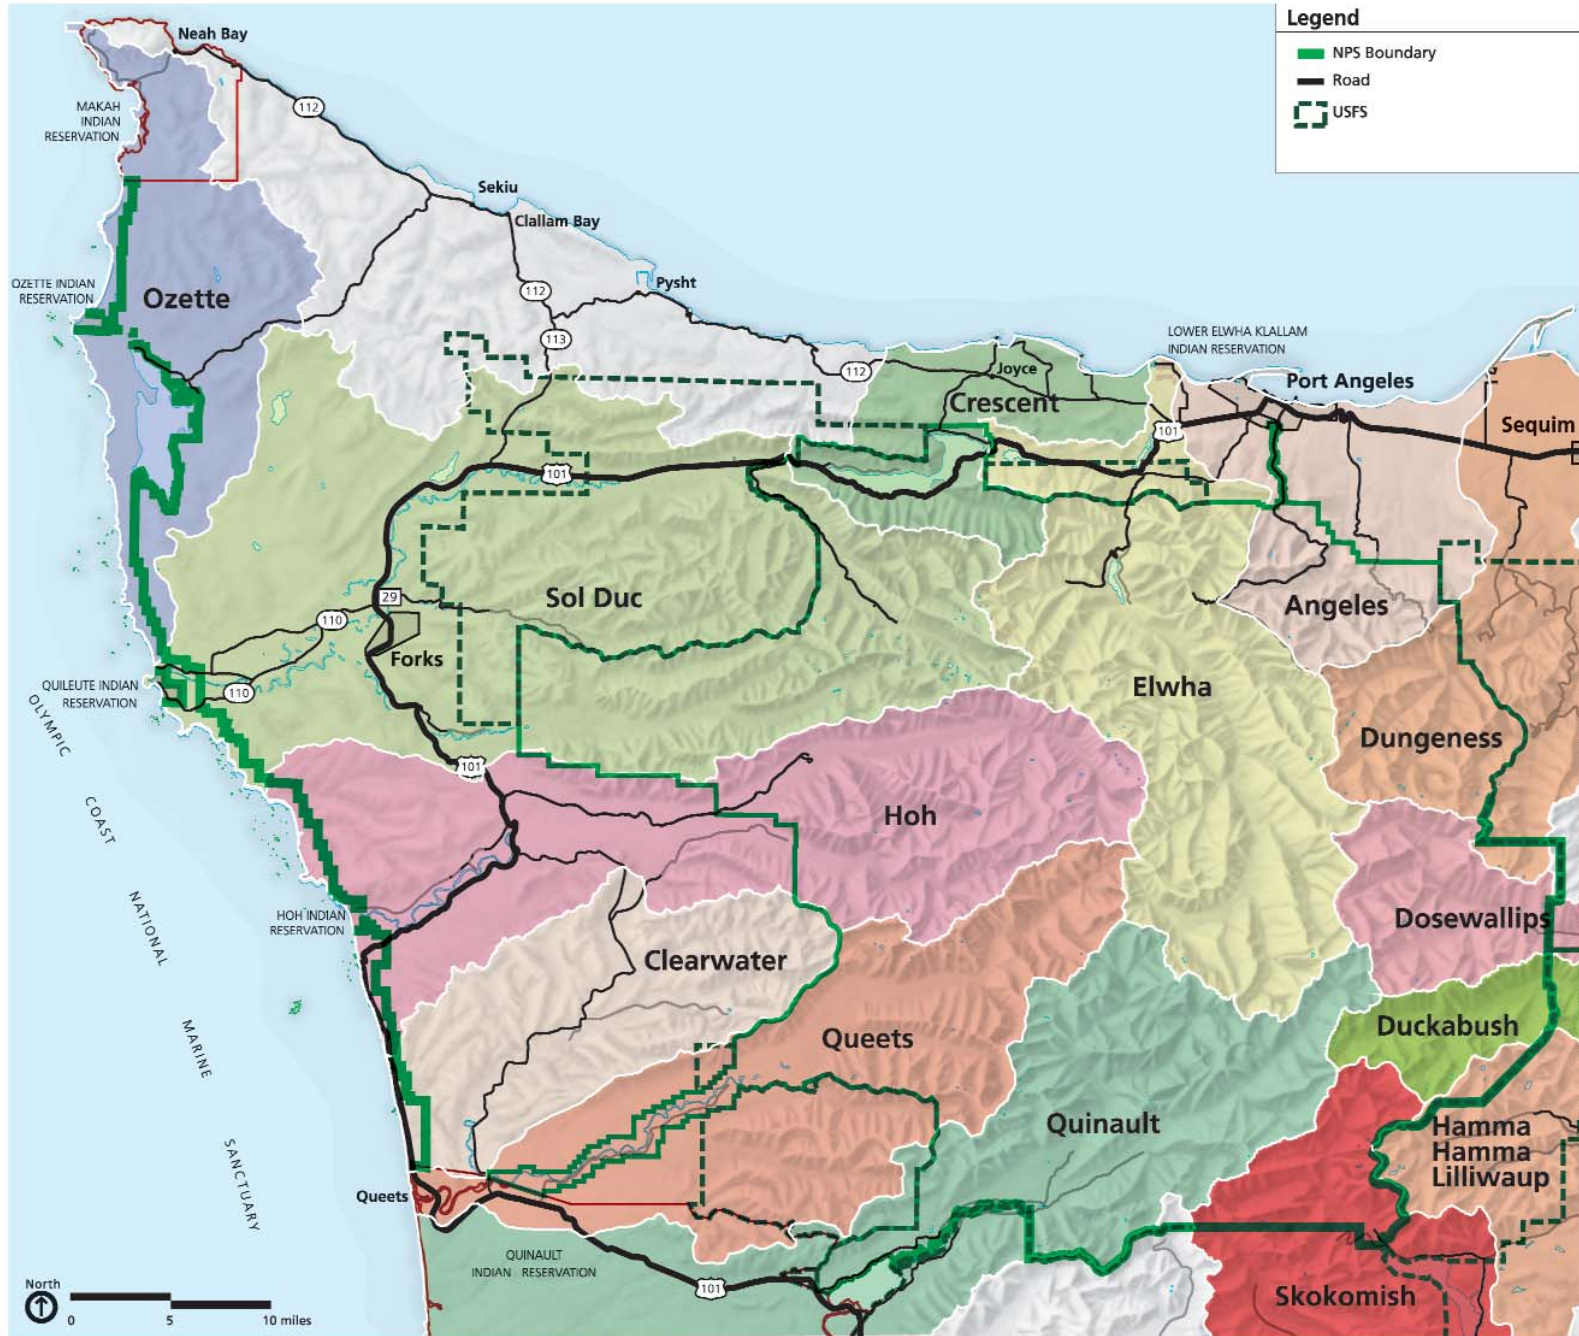 Legend
NPS Boundary
Road
USFS
Neah Bay
112
MAKAH
INDIAN
RESERVATION
Sekiu
Clallam Bay
OZETTE INDIAN
RESERVATION
Ozette
112
Pysht
113
112
LOWER ELWHA KLALLAM
INDIAN RESERVATION
Joyce
Port Angeles
Crescent
101
Sequim
101
29
Sol Duc
110
Angeles
Forks
QUILEUTE INDIAN
RESERVATION
110
Elwha
Dungeness
101
Hoh
HOH INDIAN
RESERVATION
Dosewallips
Clearwater
OLYMPIC
COAST
NATIONAL
MARINE
SANCTUARY
Queets
Duckabush
Quinault
Hamma
Hamma
Lilliwaup
Queets
QUINAULT
INDIAN RESERVATION
101
Skokomish
North
0 5 10 miles